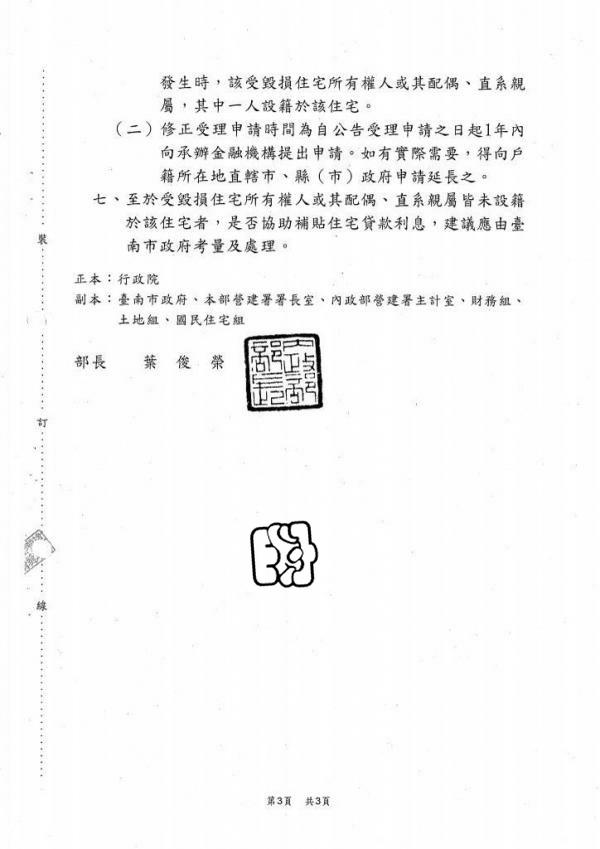 發生時，該受毀損住宅所有權人或其配偶、直系親
屬，其中一人設籍於該住宅。
（二）修正受理申請時間為自公告受理申請之日起1年內
向承辦金融機構提出申請。如有實際需要，得向戶
籍所在地直轄市、縣（市）政府申請延長之。
七、至於受毀損住宅所有權人或其配偶、直系親屬皆未設籍
於該住宅者，是否協助補貼住宅貸款利息，建議應由臺
南市政府考量及處理。
正本：行政院
副本：臺南市政府、本部營建署署長室、內政部營建署主計室、財務組、
土地組、國民住宅組
部長 葉俊榮
內政部部長
裝
訂
線
第3頁 共3頁